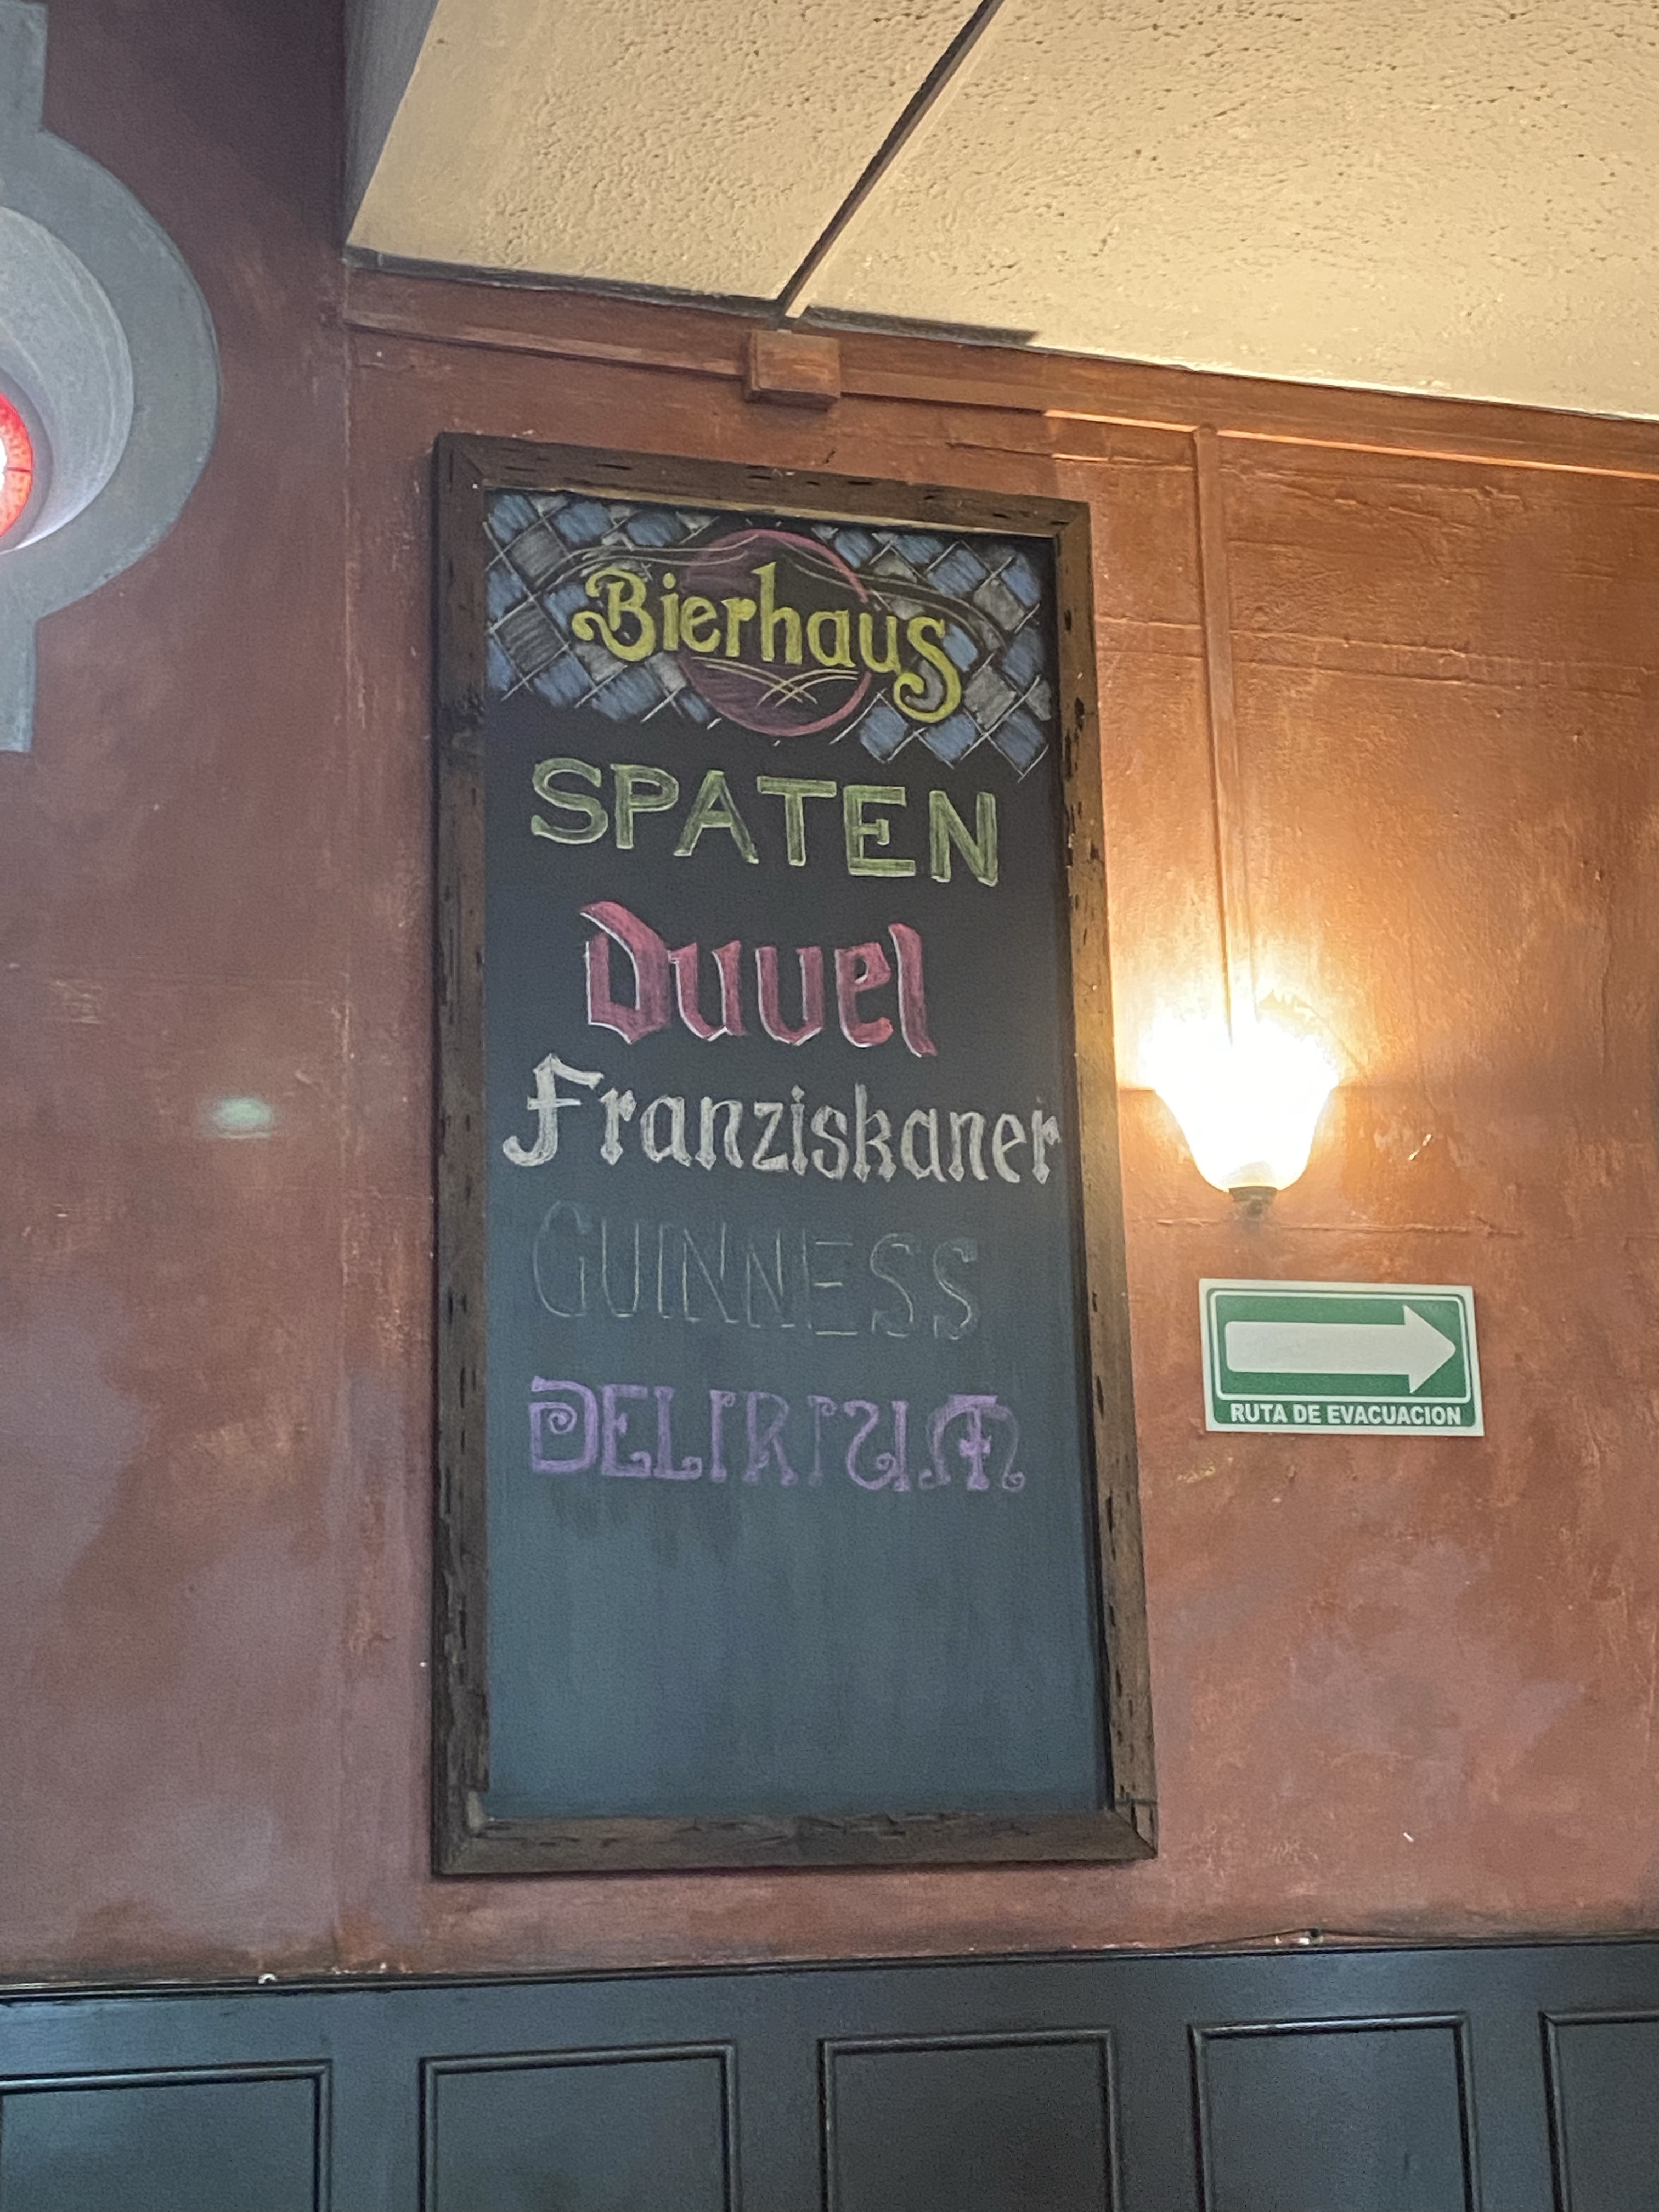 Bierhaus
SPATEN
Duvel
Franziskaner
GUINNESS
DELIRIUM
RUTA DE EVACUACION